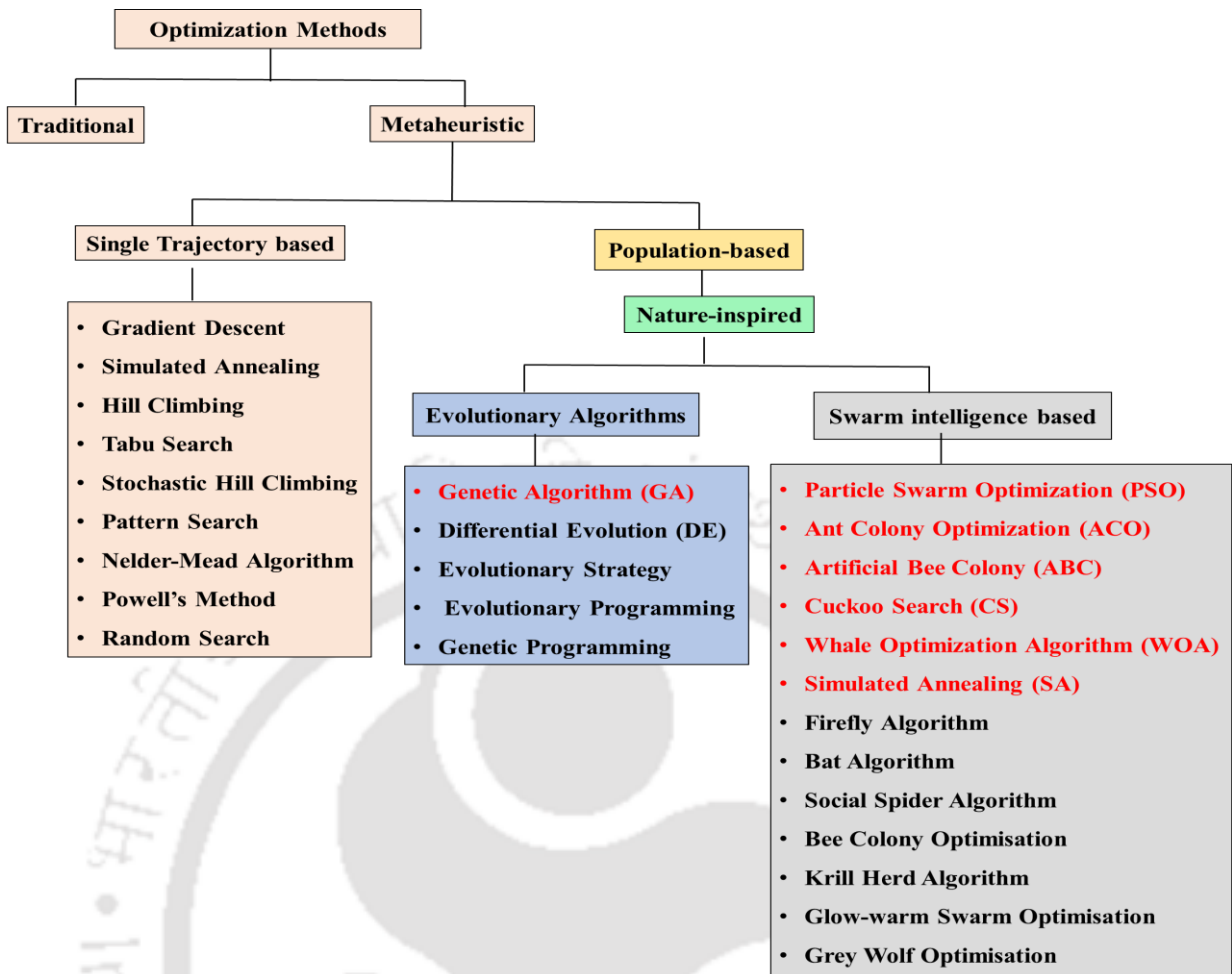 Optimization Methods
Traditional
Metaheuristic
Single Trajectory based
Population-based
Nature-inspired
• Gradient Descent
• Simulated Annealing
• Hill Climbing
• Tabu Search
• Stochastic Hill Climbing
• Pattern Search
• Nelder-Mead Algorithm
• Powell’s Method
• Random Search
Evolutionary Algorithms
• Genetic Algorithm (GA)
• Differential Evolution (DE)
• Evolutionary Strategy
• Evolutionary Programming
• Genetic Programming
Swarm intelligence based
• Particle Swarm Optimization (PSO)
• Ant Colony Optimization (ACO)
• Artificial Bee Colony (ABC)
• Cuckoo Search (CS)
• Whale Optimization Algorithm (WOA)
• Simulated Annealing (SA)
• Firefly Algorithm
• Bat Algorithm
• Social Spider Algorithm
• Bee Colony Optimisation
• Krill Herd Algorithm
• Glow-warm Swarm Optimisation
• Grey Wolf Optimisation